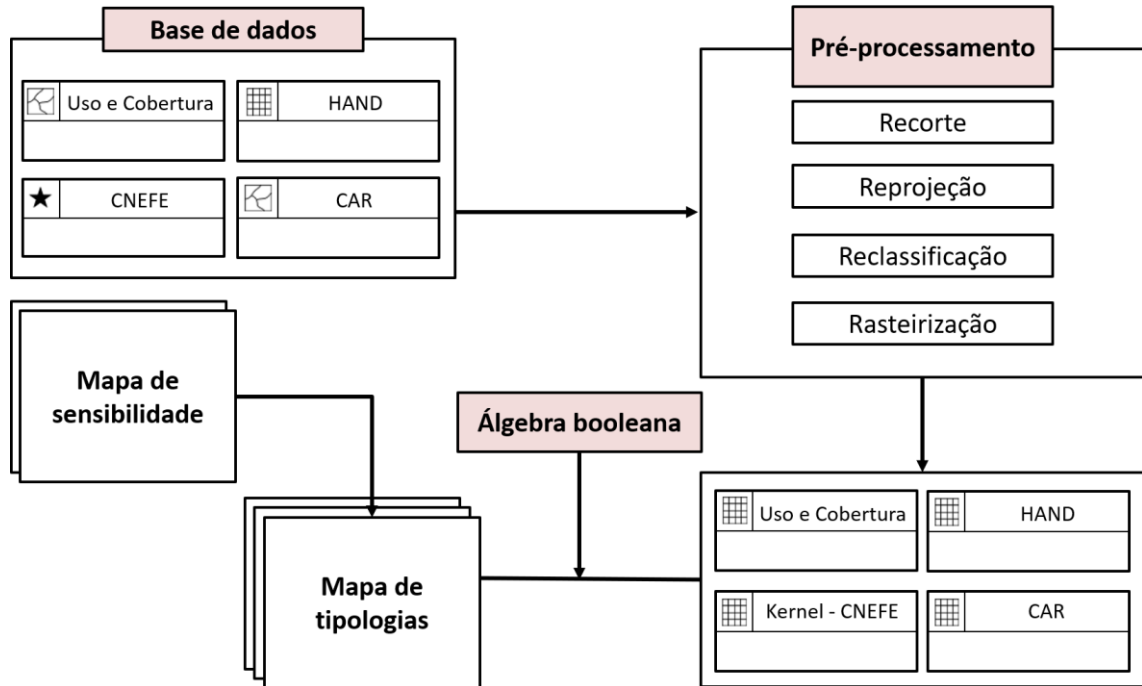 Base de dados
Uso e Cobertura
HAND
CNEFE
CAR
Pré-processamento
Recorte
Reprojeção
Reclassificação
Rasteirização
Mapa de
sensibilidade
Álgebra booleana
Mapa de
tipologias
Uso e Cobertura
HAND
Kernel - CNEFE
CAR